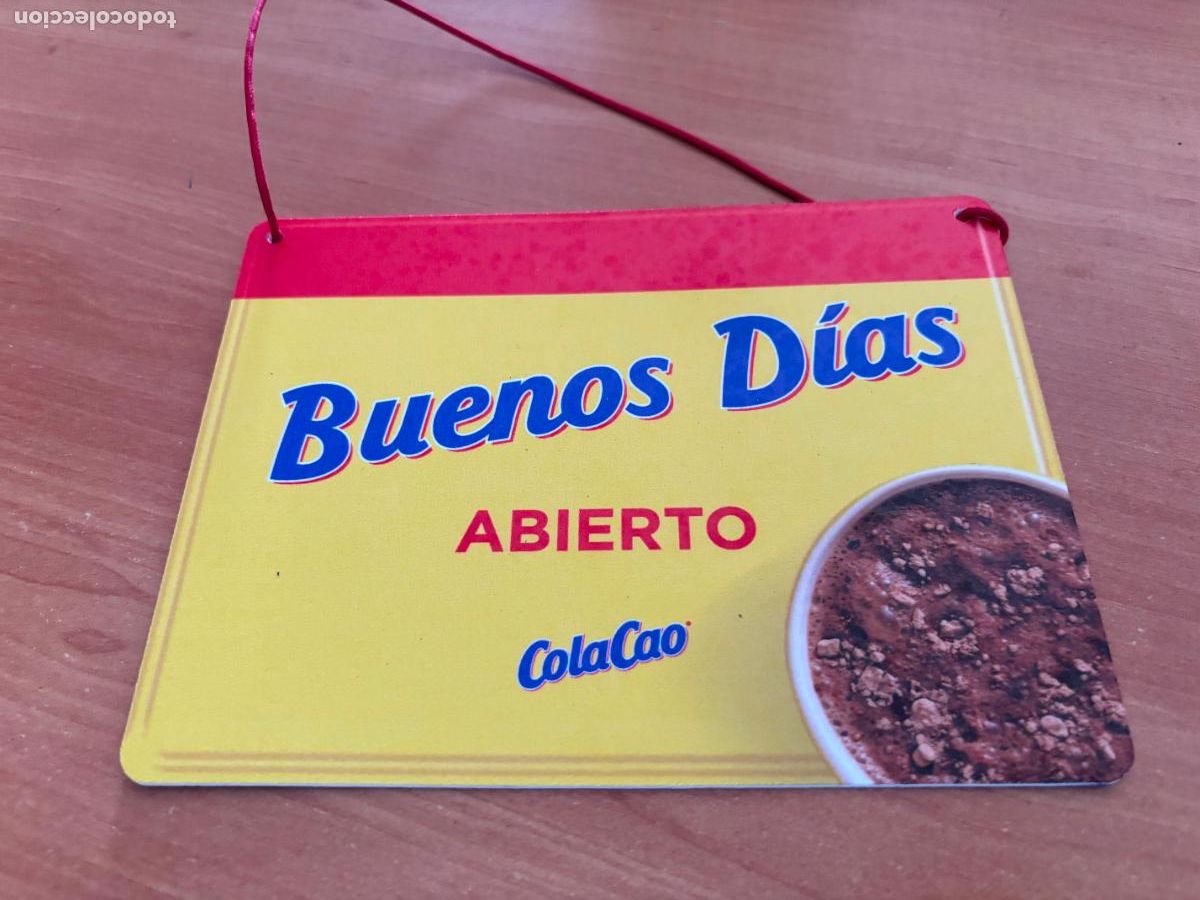 todocoleccion
Buenos Días
ABIERTO
ColaCao